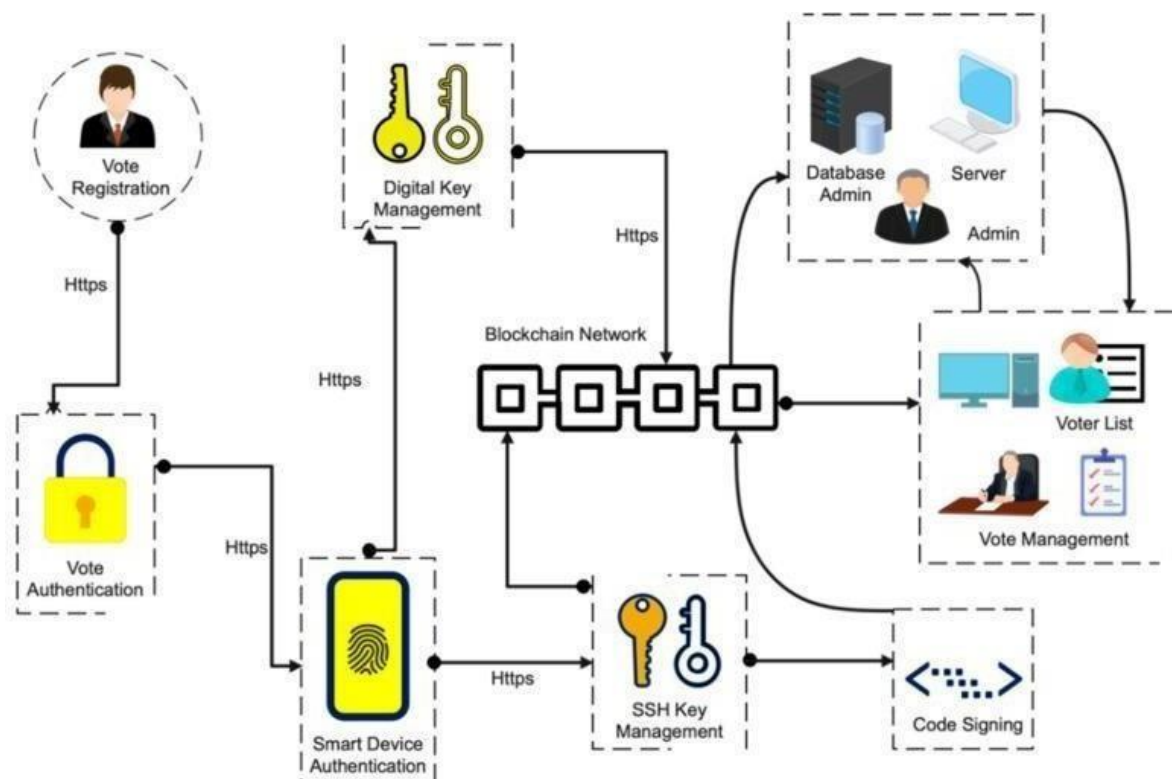 Vote
Registration
Https
Vote
Authentication
Https
Smart Device
Authentication
Https
Digital Key
Management
Https
Blockchain Network
Https
SSH Key
Management
Code Signing
Database
Admin
Server
Admin
Voter List
Vote Management